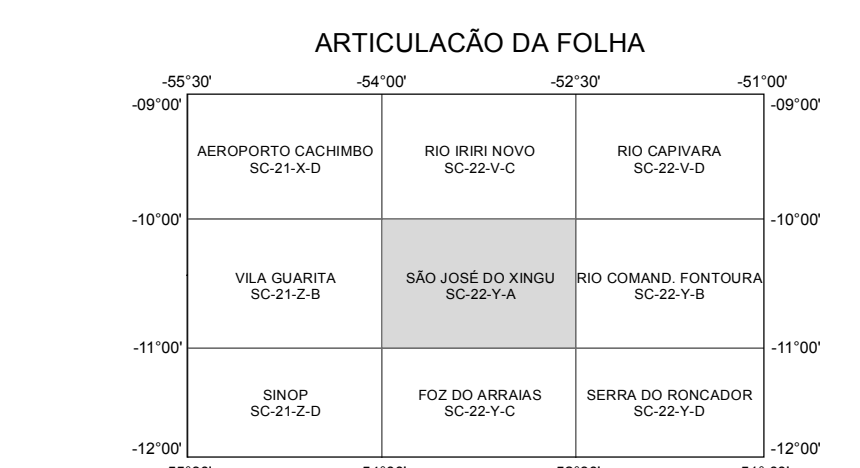 ARTICULACÃO DA FOLHA
-55°30' -54°00' -52°30' -51°00'
-09°00' -09°00'
AEROPORTO CACHIMBO RIO IRIRI NOVO RIO CAPIVARA
SC-21-X-D SC-22-V-C SC-22-V-D
-10°00' -10°00'
VILA GUARITA SÃO JOSÉ DO XINGU RIO COMAND. FONTOURA
SC-21-Z-B SC-22-Y-A SC-22-Y-B
-11°00' -11°00'
SINOP FOZ DO ARRAIAS SERRA DO RONCADOR
SC-21-Z-D SC-22-Y-C SC-22-Y-D
-12°00' -12°00'